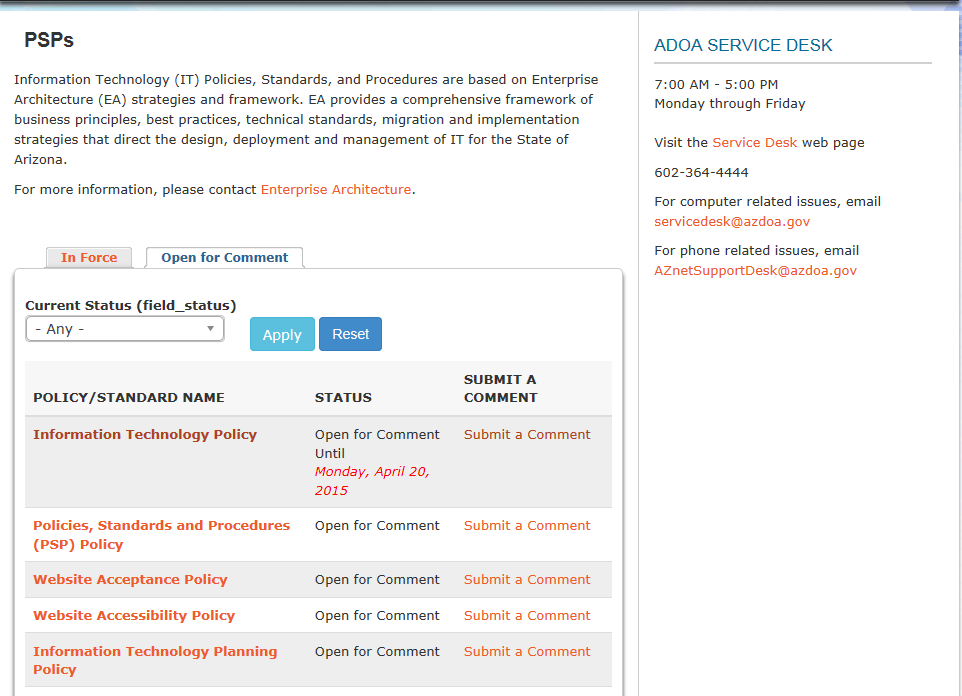 PSPs
Information Technology (IT) Policies, Standards, and Procedures are based on Enterprise
Architecture (EA) strategies and framework. EA provides a comprehensive framework of
business principles, best practices, technical standards, migration and implementation
strategies that direct the design, deployment and management of IT for the State of
Arizona.
For more information, please contact Enterprise Architecture.
In Force
Open for Comment
Current Status (field_status)
- Any -
Apply
Reset
POLICY/STANDARD NAME
STATUS
SUBMIT A
COMMENT
Information Technology Policy
Open for Comment
Until
Monday, April 20,
2015
Submit a Comment
Policies, Standards and Procedures
(PSP) Policy
Open for Comment
Submit a Comment
Website Acceptance Policy
Open for Comment
Submit a Comment
Website Accessibility Policy
Open for Comment
Submit a Comment
Information Technology Planning
Policy
Open for Comment
Submit a Comment
ADOA SERVICE DESK
7:00 AM - 5:00 PM
Monday through Friday
Visit the Service Desk web page
602-364-4444
For computer related issues, email
servicedesk@azdoa.gov
For phone related issues, email
AZnetSupportDesk@azdoa.gov